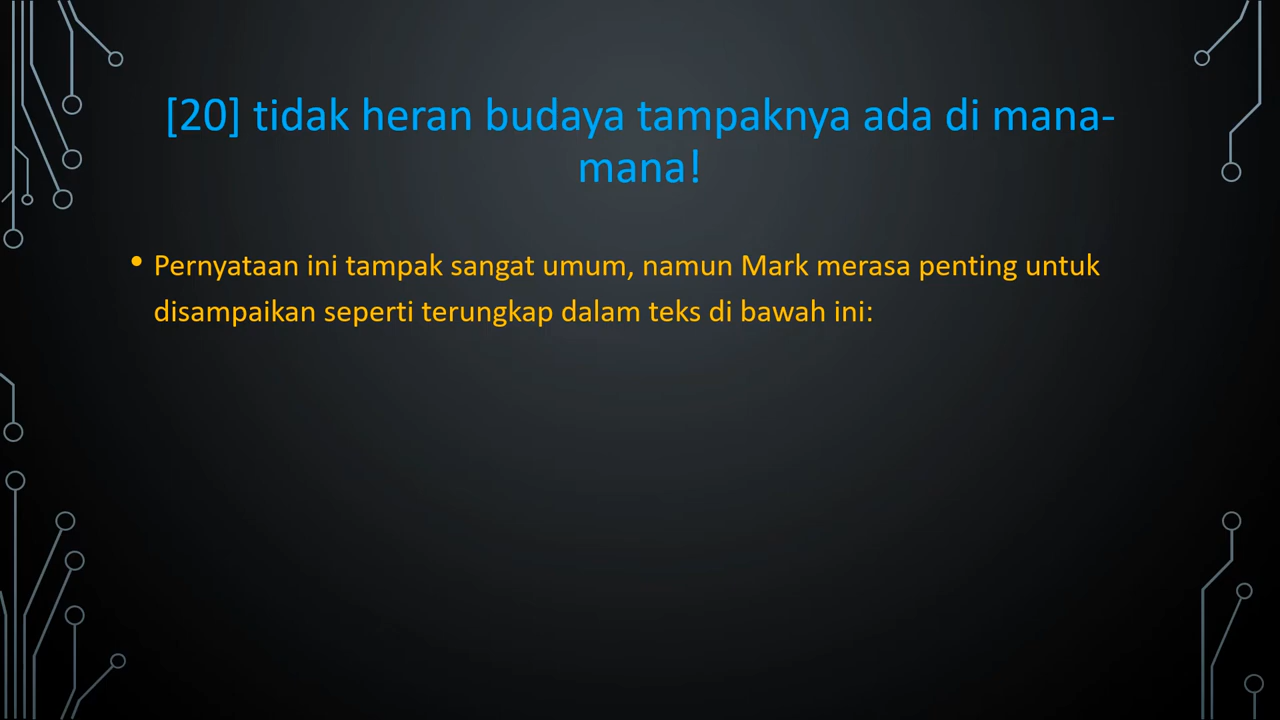 [20] tidak heran budaya tampaknya ada di mana-
mana!
• Pernyataan ini tampak sangat umum, namun Mark merasa penting untuk
disampaikan seperti terungkap dalam teks di bawah ini: